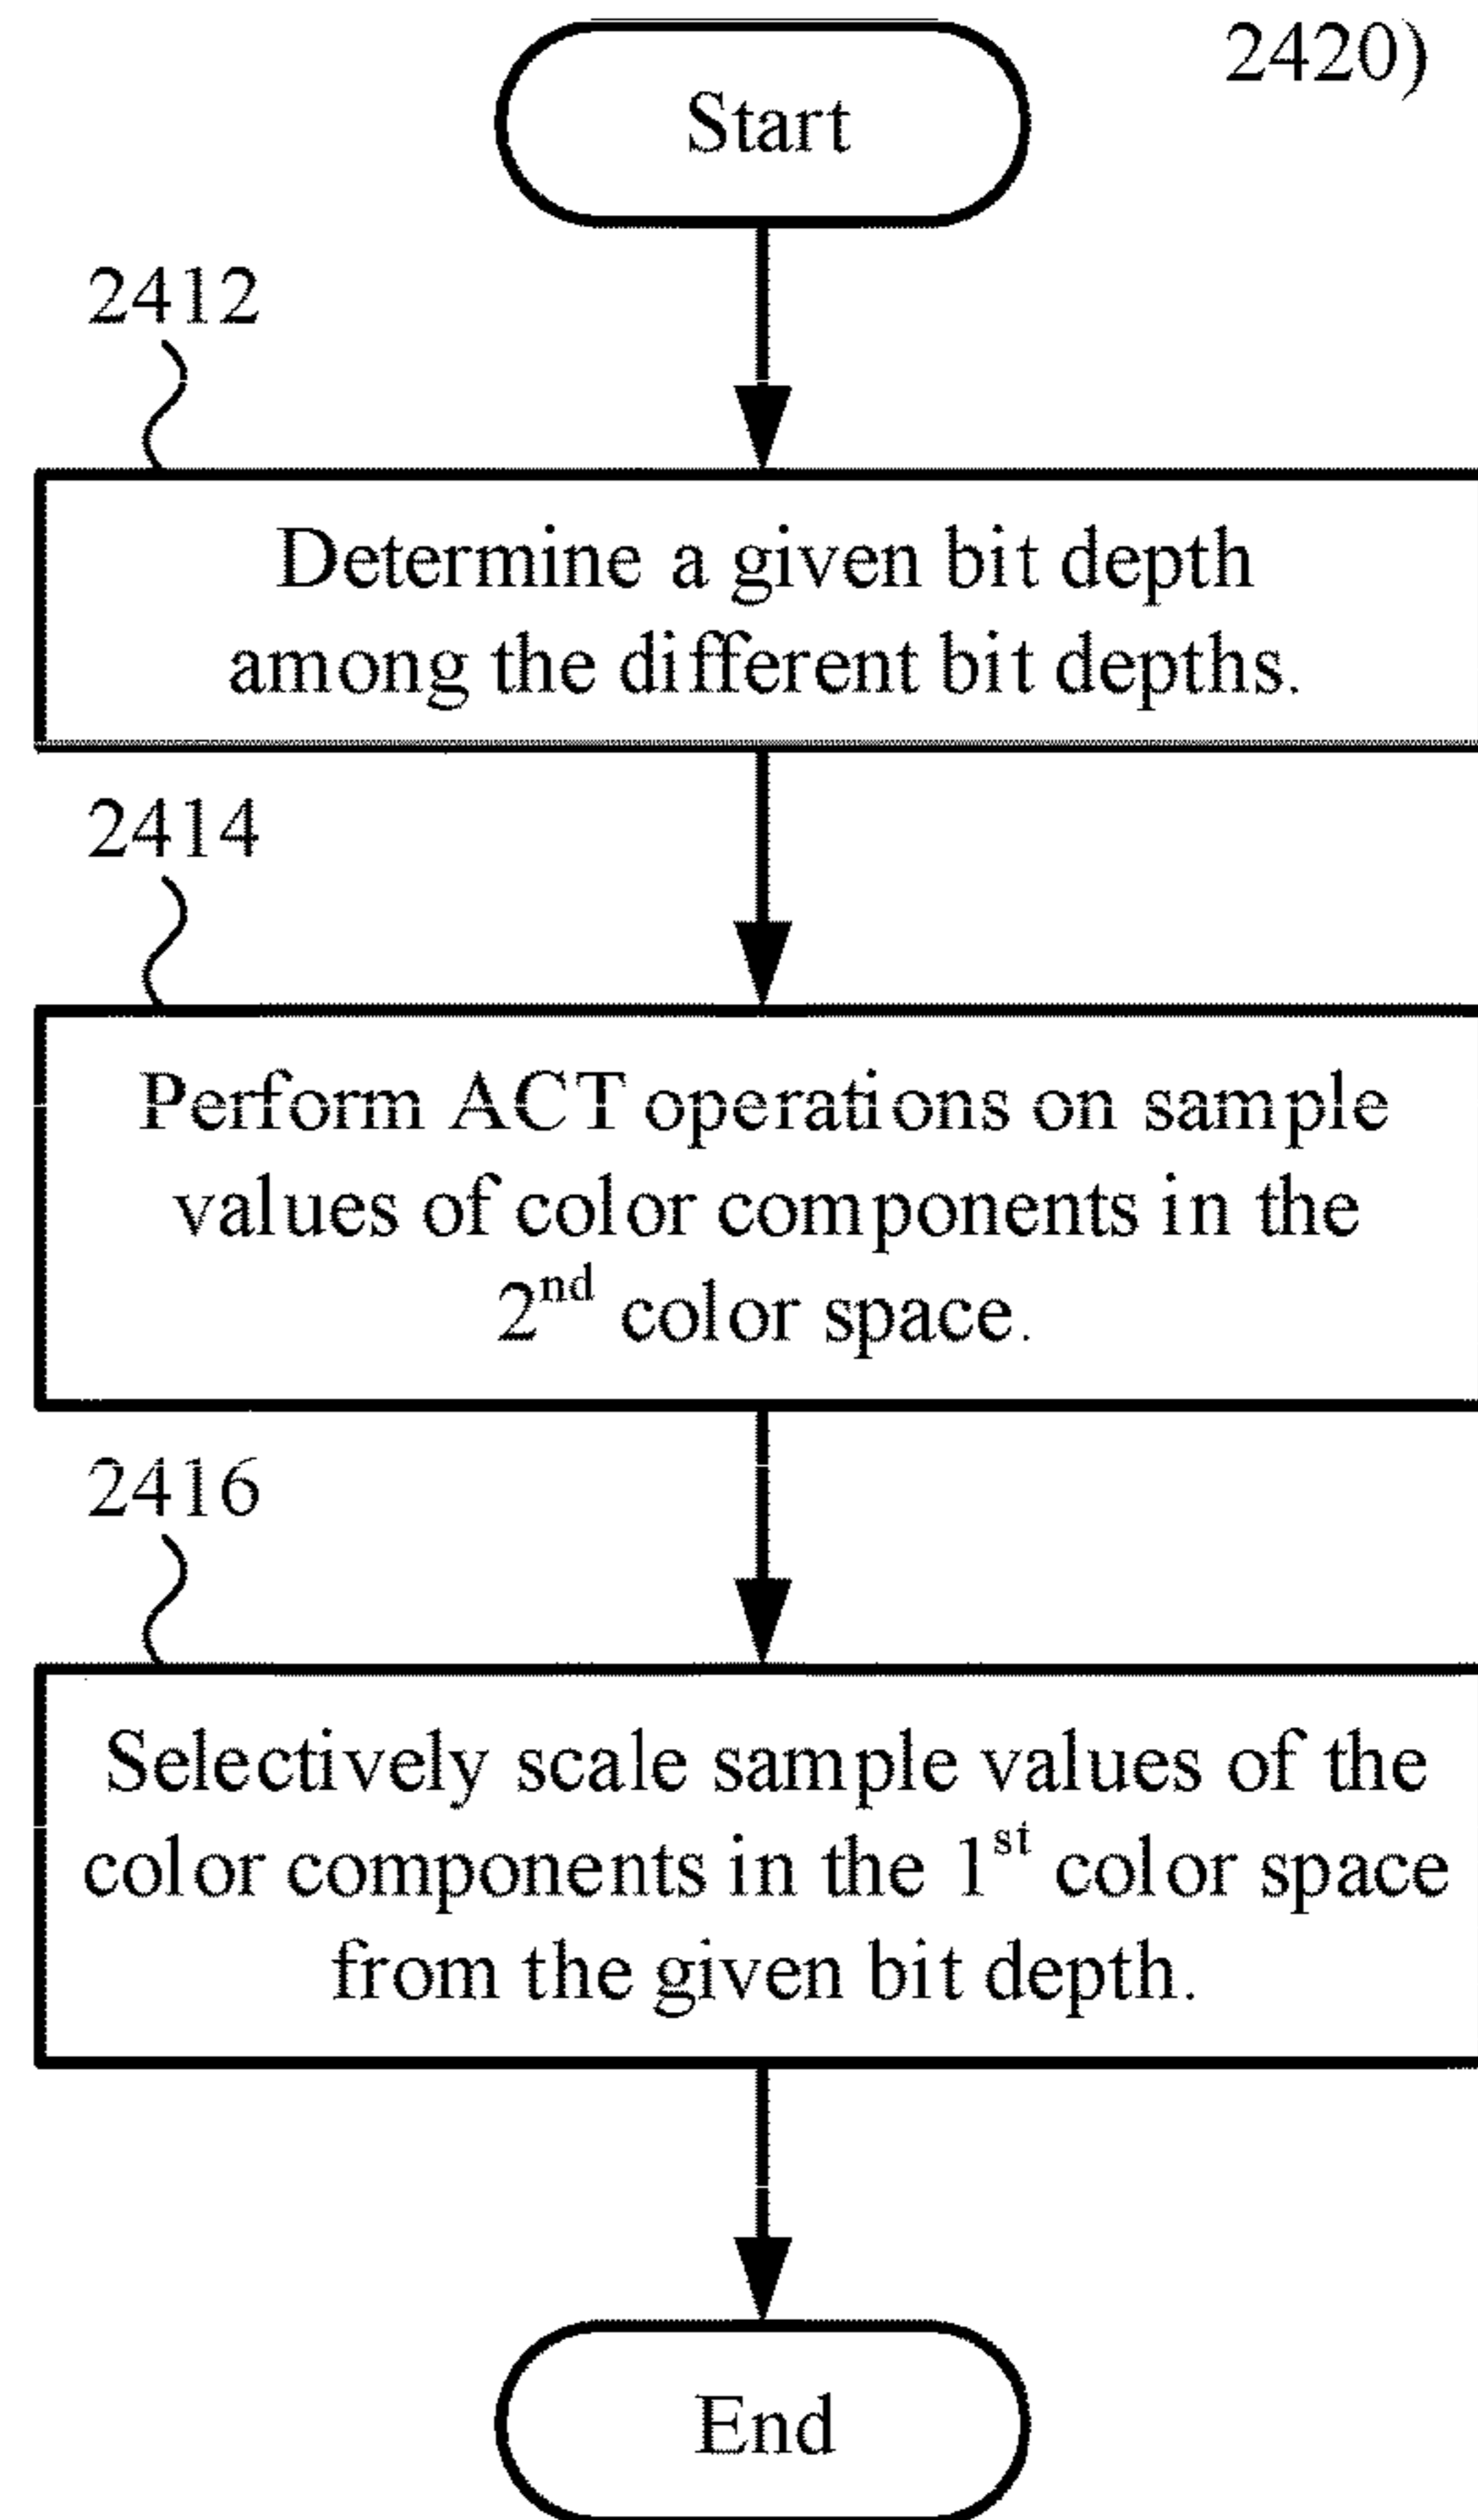 2420)
Start
2412
Determine a given bit depth
among the different bit depths.
2414
Perform ACT operations on sample
values of color components in the
2nd color space.
2416
Selectively scale sample values of the
color components in the 1st color space
from the given bit depth.
End